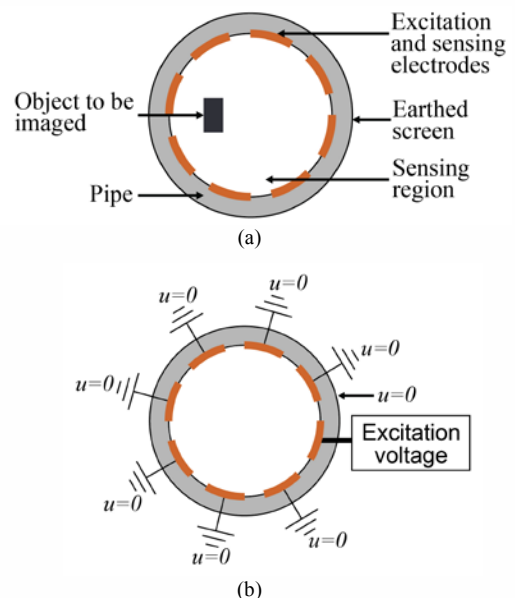 Excitation
and sensing
electrodes
Object to be
imaged
Earthed
screen
Sensing
region
Pipe
(a)
u=0
u=0
u=0
u=0
u=0
u=0
Excitation
voltage
u=0
u=0
(b)